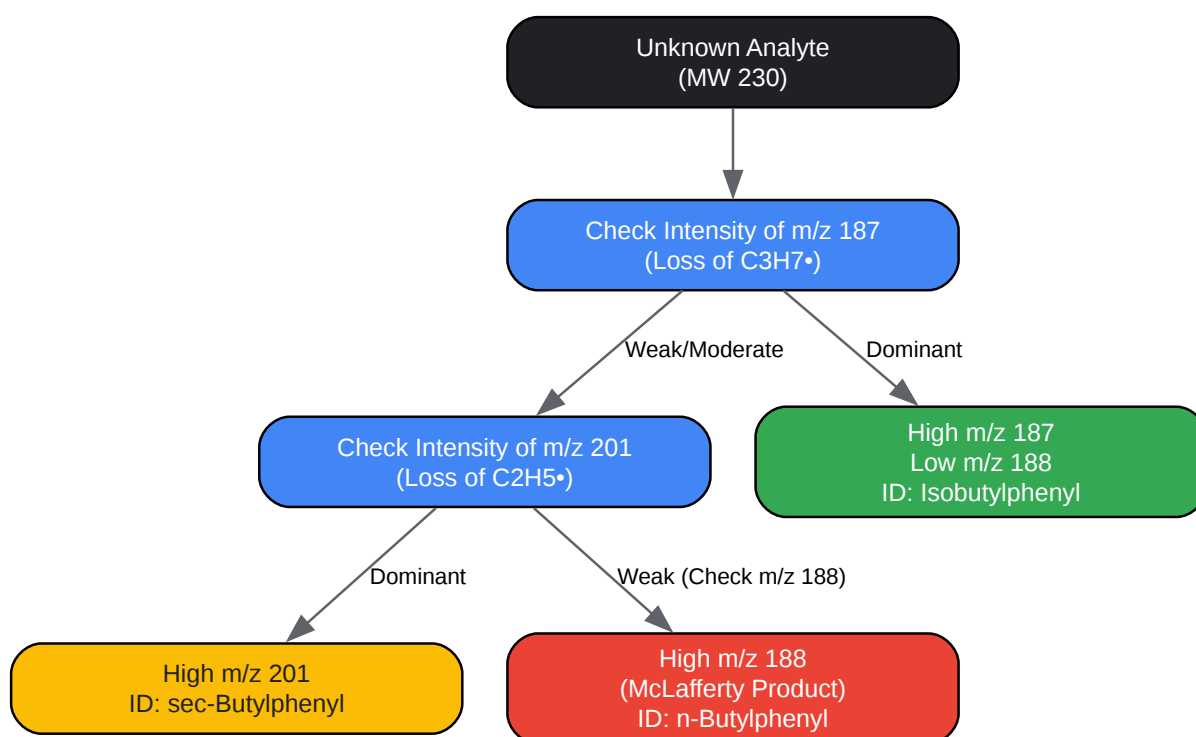 Unknown Analyte
(MW 230)
Check Intensity of m/z 187
(Loss of C3H7•)
Weak/Moderate
Dominant
Check Intensity of m/z 201
(Loss of C2H5•)
High m/z 187
Low m/z 188
ID: Isobutylphenyl
Dominant
Weak (Check m/z 188)
High m/z 201
ID: sec-Butylphenyl
High m/z 188
(McLafferty Product)
ID: n-Butylphenyl